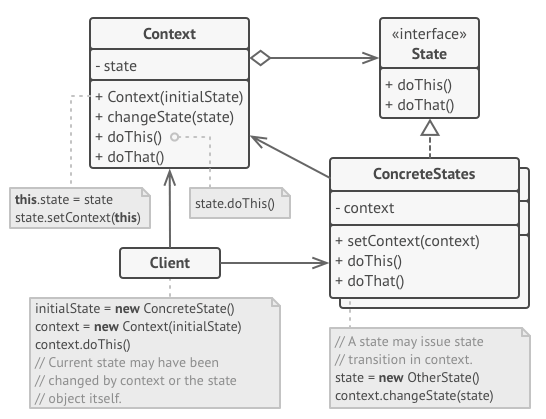 Context
- state
+ Context(initialState)
+ changeState(state)
+ doThis()
+ doThat()
«interface»
State
+ doThis()
+ doThat()
this.state = state
state.setContext(this)
state.doThis()
ConcreteStates
- context
+ setContext(context)
+ doThis()
+ doThat()
Client
initialState = new ConcreteState()
context = new Context(initialState)
context.doThis()
// Current state may have been
// changed by context or the state
// object itself.
// A state may issue state
// transition in context.
state = new OtherState()
context.changeState(state)